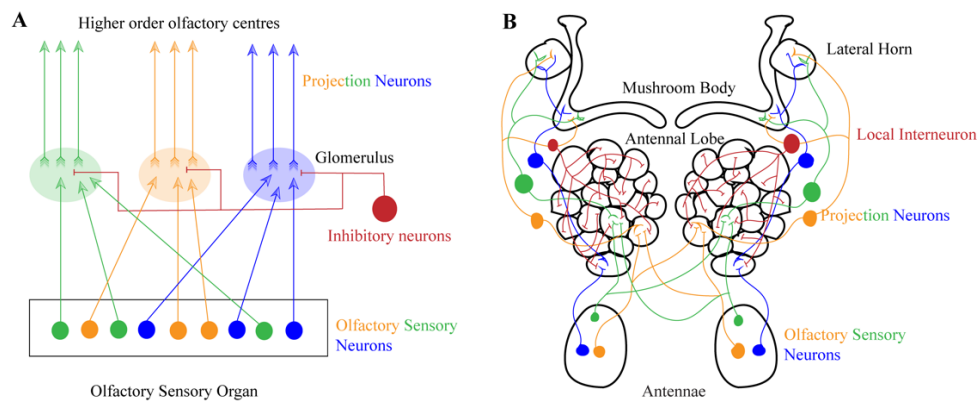 A
Higher order olfactory centres
Projection Neurons
Glomerulus
Inhibitory neurons
Olfactory Sensory
Neurons
Olfactory Sensory Organ
B
Lateral Horn
Mushroom Body
Antennal Lobe
Local Interneuron
Projection Neurons
Olfactory Sensory
Neurons
Antennae